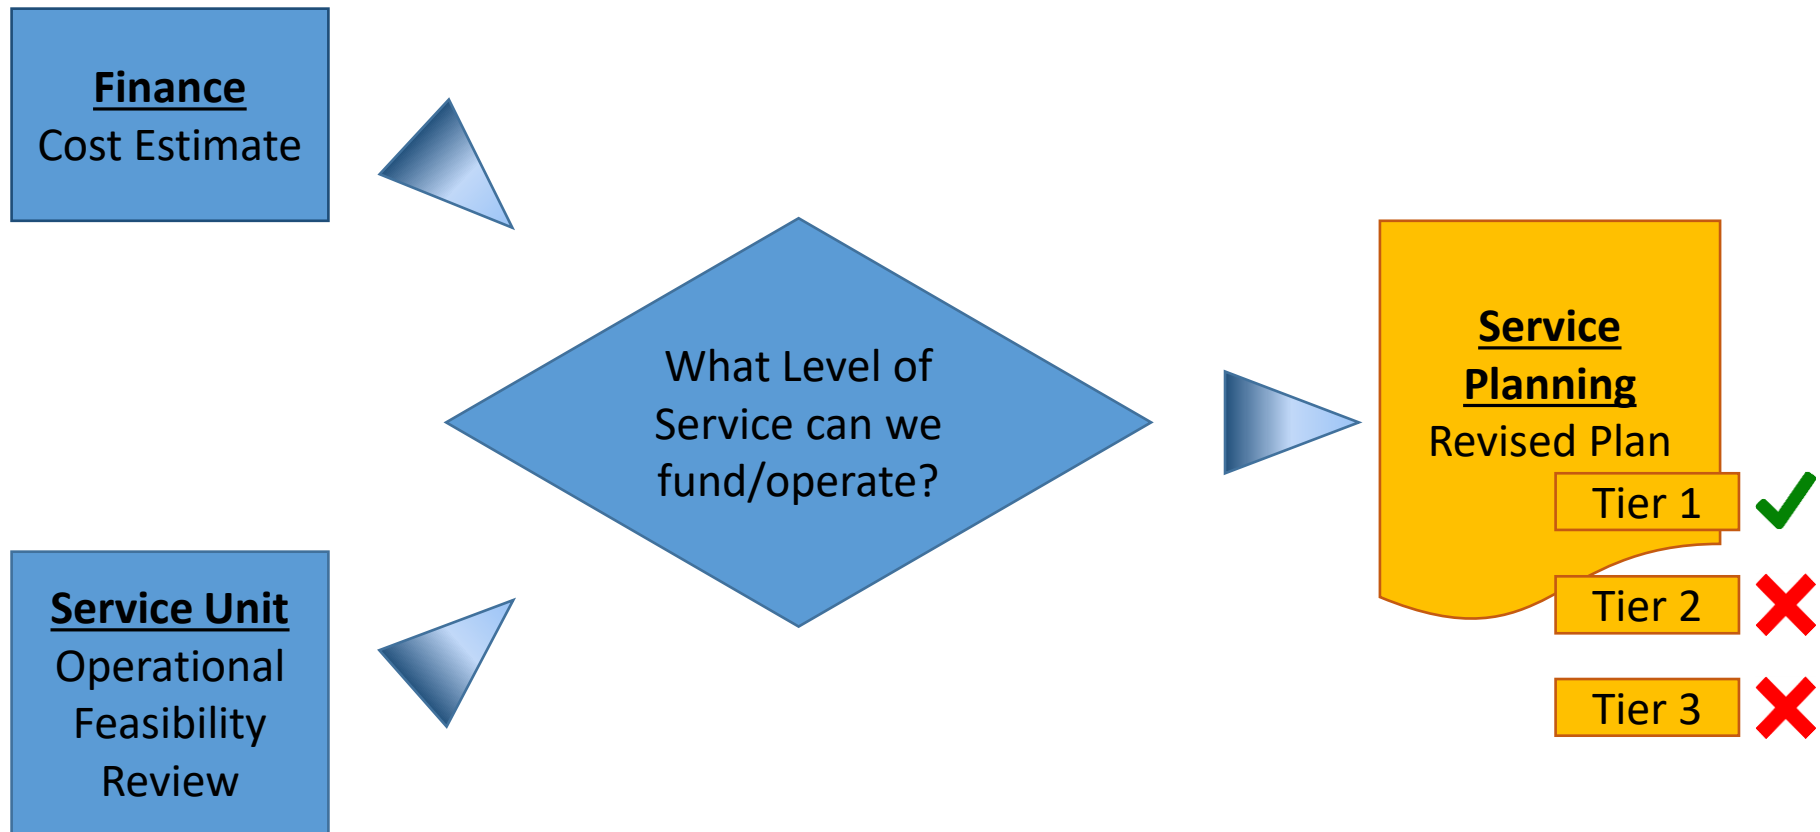 Finance
Cost Estimate
Service Unit
Operational
Feasibility
Review
What Level of
Service can we
fund/operate?
Service
Planning
Revised Plan
Tier 1
Tier 2
Tier 3